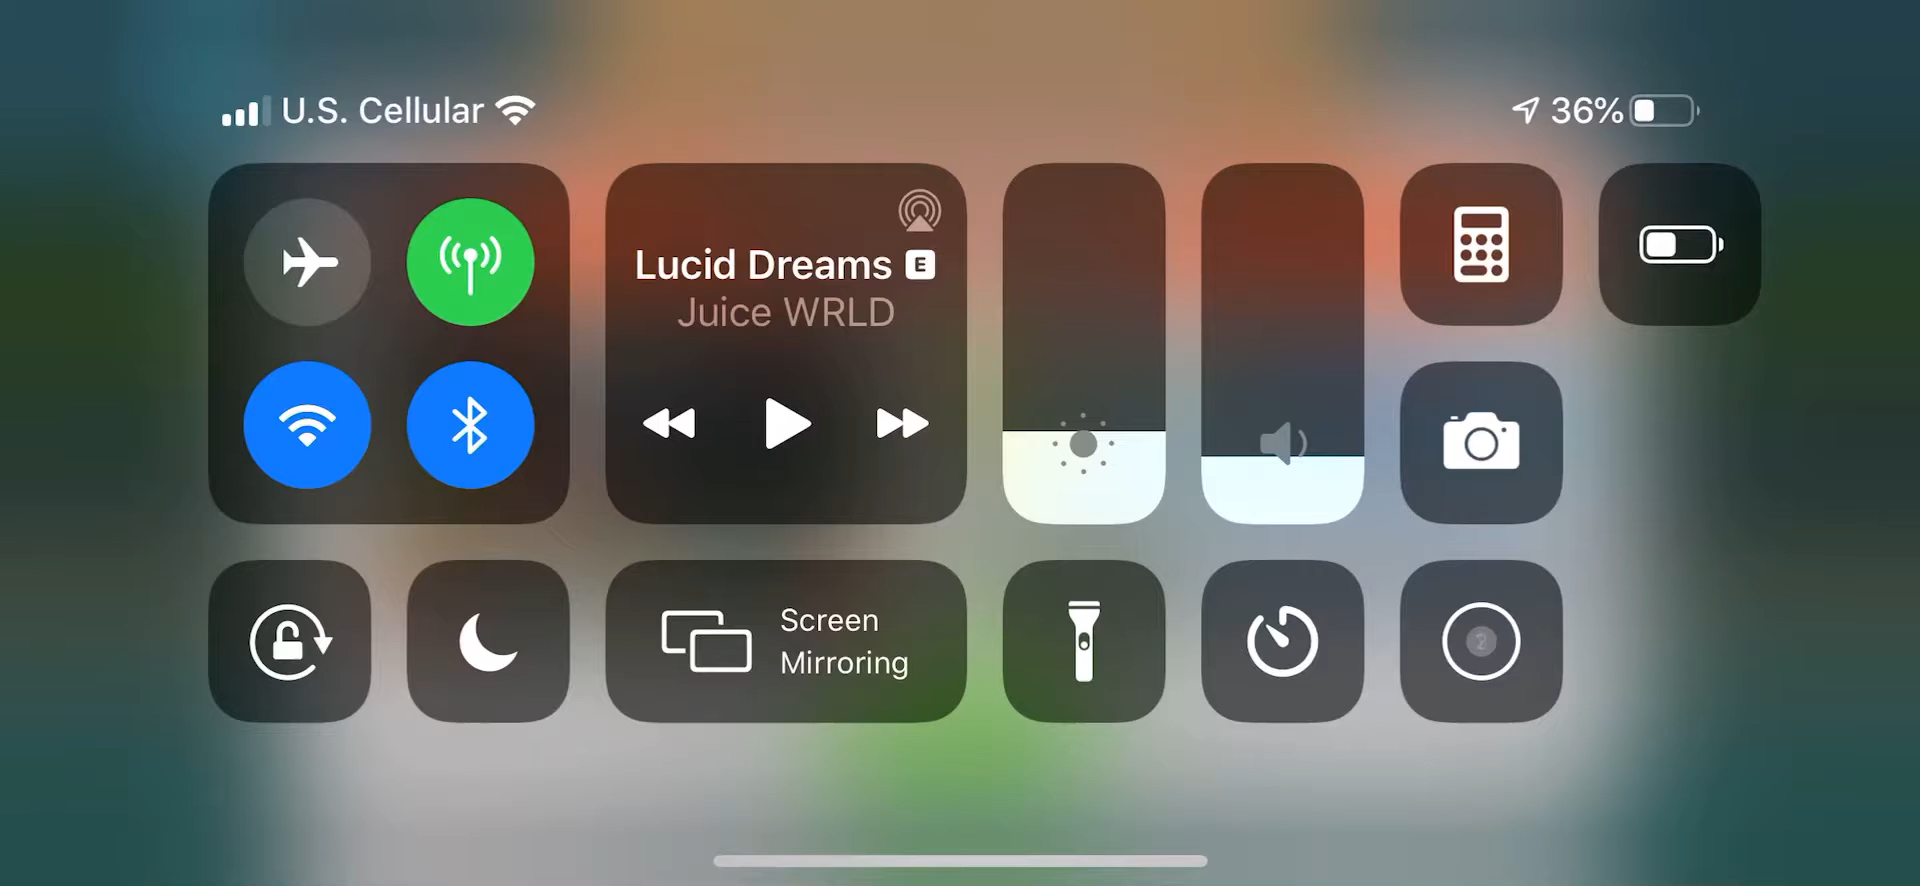 U.S. Cellular
36%
Lucid Dreams E
Juice WRLD
Screen
Mirroring